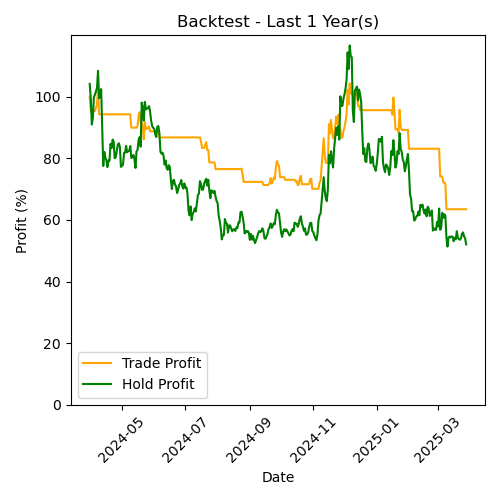 Backtest - Last 1 Year(s)
Profit (%)
100
80
60
40
20
0
Trade Profit
Hold Profit
2024-05
2024-07
2024-09
2024-11
2025-01
2025-03
Date